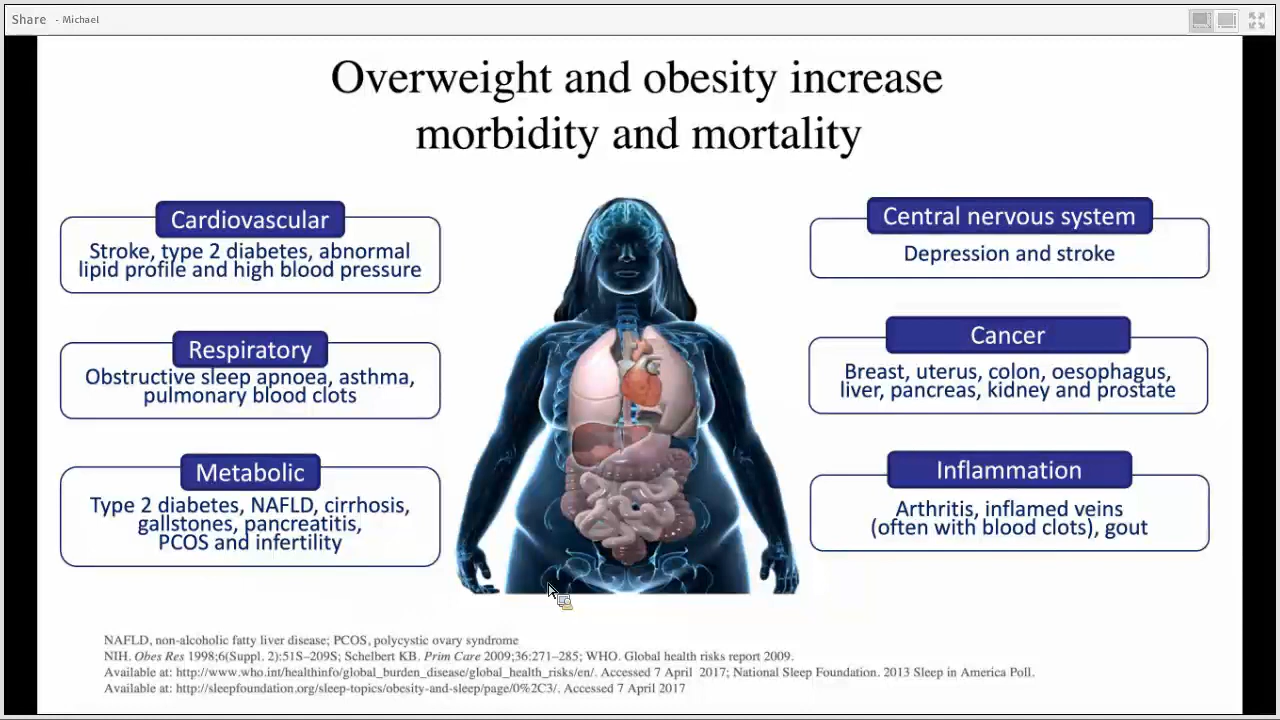 Share - Michael
Overweight and obesity increase
morbidity and mortality
Cardiovascular
Stroke, type 2 diabetes, abnormal
lipid profile and high blood pressure
Respiratory
Obstructive sleep apnoea, asthma,
pulmonary blood clots
Metabolic
Type 2 diabetes, NAFLD, cirrhosis,
gallstones, pancreatitis,
PCOS and infertility
Central nervous system
Depression and stroke
Cancer
Breast, uterus, colon, oesophagus,
liver, pancreas, kidney and prostate
Inflammation
Arthritis, inflamed veins
(often with blood clots), gout
NAFLD, non-alcoholic fatty liver disease; PCOS, polycystic ovary syndrome
NIH. Obes Res 1998;6(Suppl. 2):51S–209S; Schelbert KB. Prim Care 2009;36:271–285; WHO. Global health risks report 2009.
Available at: http://www.who.int/healthinfo/global_burden_disease/global_health_risks/en/. Accessed 7 April 2017; National Sleep Foundation. 2013 Sleep in America Poll.
Available at: http://sleepfoundation.org/sleep-topics/obesity-and-sleep/page/0%2C3/. Accessed 7 April 2017